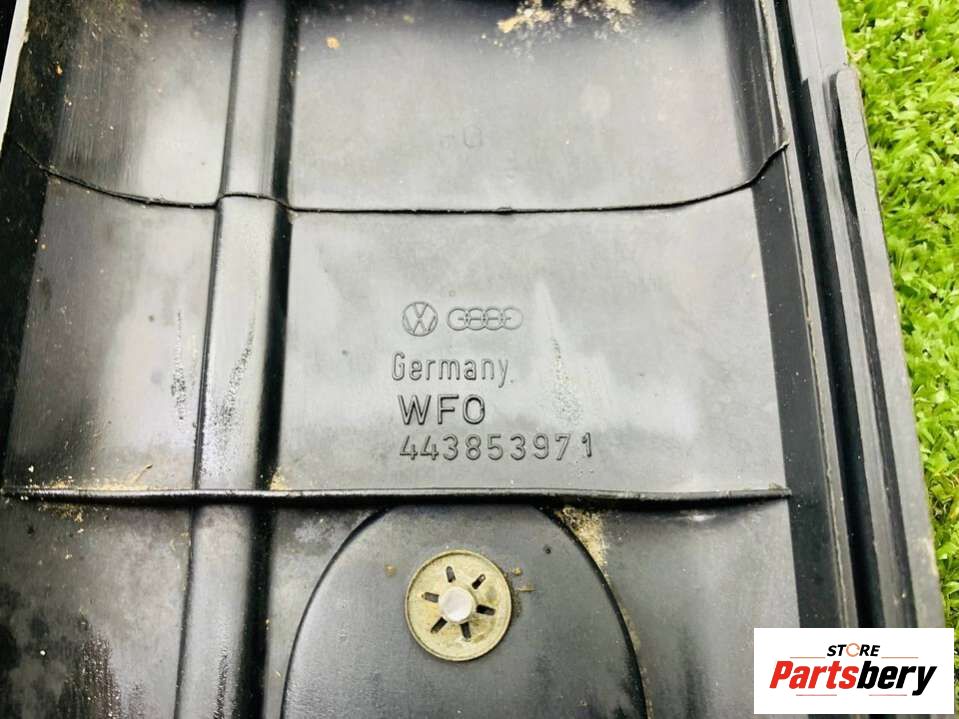 Germany
WFO
443853971
STORE
Partsbery